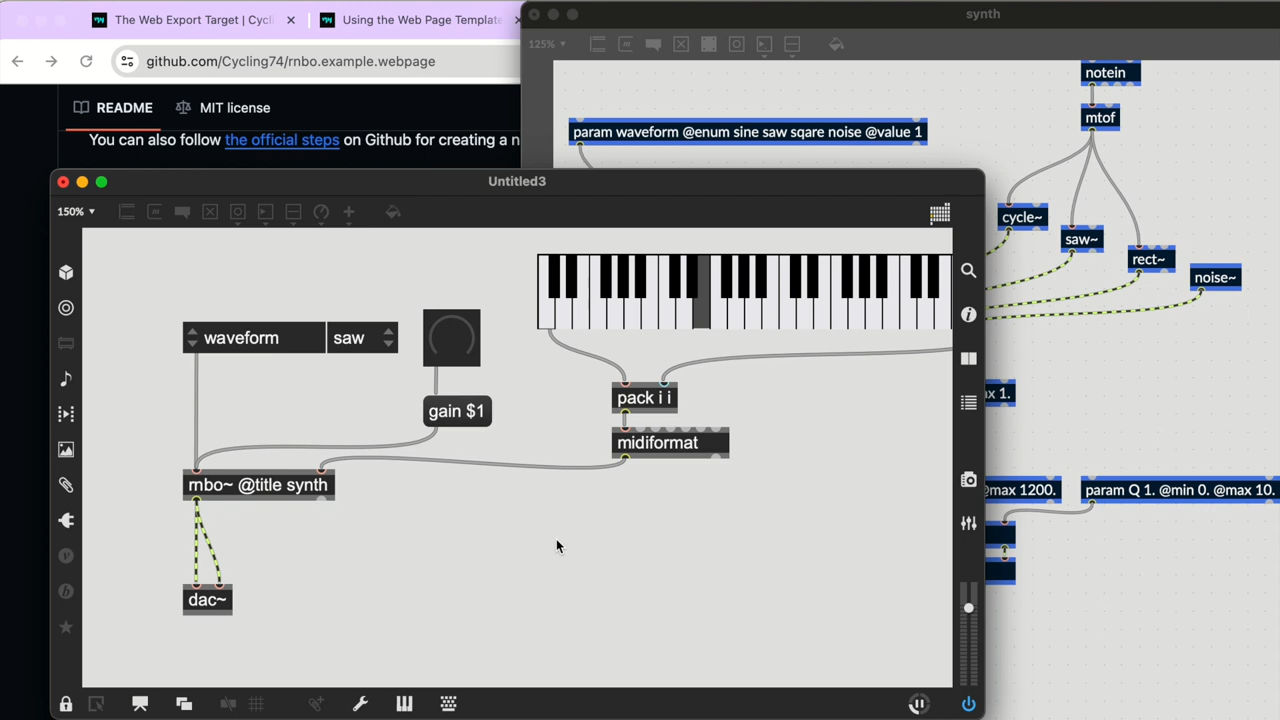 The Web Export Target | Cycli
Using the Web Page Template
synth
github.com/Cycling74/rnbo.example.webpage
125%
README
MIT license
You can also follow the official steps on Github for creating a n
notein
mtof
param waveform @enum sine saw sqare noise @value 1
Untitled3
150%
cycle~
saw~
rect~
noise~
waveform
saw
gain $1
pack i i
midiformat
x 1.
rnbo~ @title synth
@max 1200.
param Q 1. @min 0. @max 10.
dac~